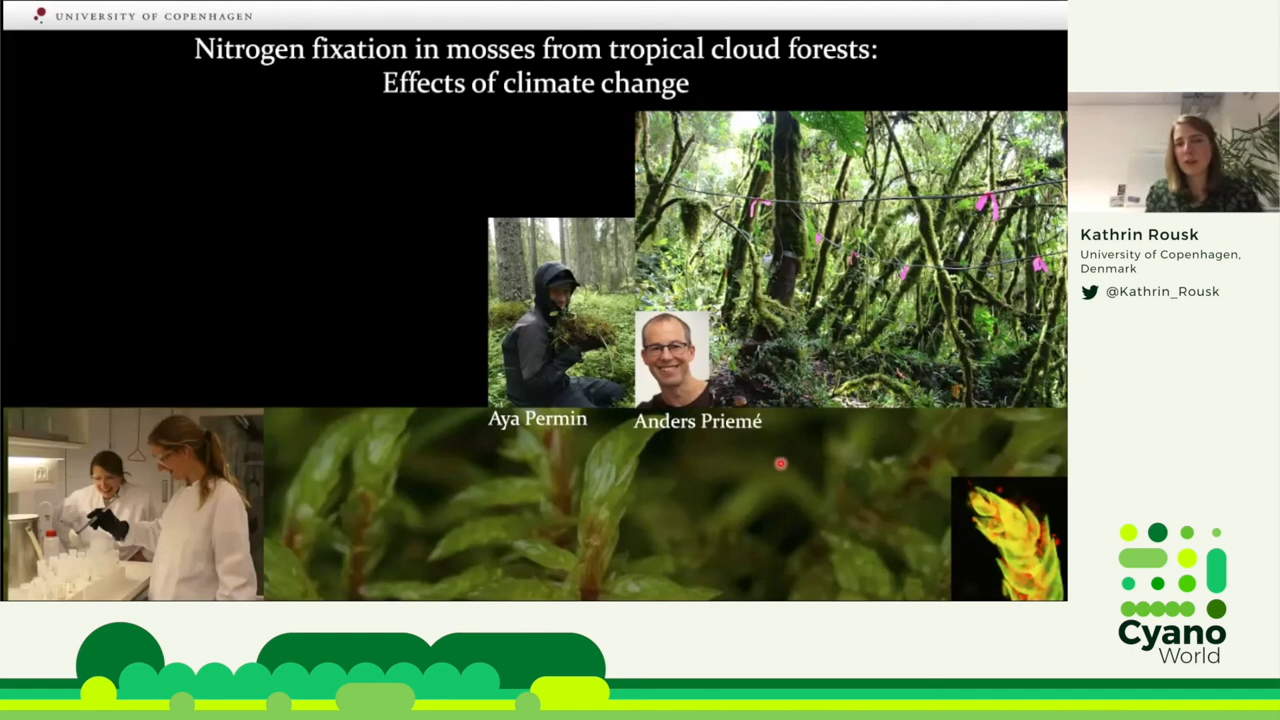 UNIVERSITY OF COPENHAGEN
Nitrogen fixation in mosses from tropical cloud forests:
Effects of climate change
Aya Permin
Anders Priemé
Kathrin Rousk
University of Copenhagen,
Denmark
@Kathrin_Rousk
Cyano
World